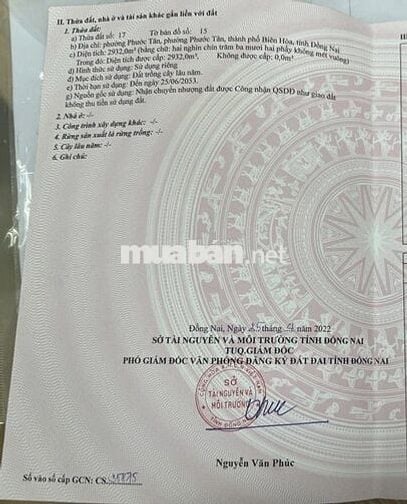 II. Thửa đất, nhà ở và tài sản khác gắn liền với đất
1. Thửa đất:
a) Thửa đất số: 17 Tờ bản đồ số: 15
b) Địa chỉ: phường Phước Tân, phường Phước Tân, thành phố Biên Hòa, tỉnh Đồng Nai
c) Diện tích: 2932,0m² (bằng chữ: hai nghìn chín trăm ba mươi hai phẩy không mét vuông)
Trong đó: Diện tích được cấp: 2932,0m² Không được cấp: 0,0m²
d) Hình thức sử dụng: Sử dụng riêng
đ) Mục đích sử dụng: Đất trồng cây lâu năm.
e) Thời hạn sử dụng: Đến ngày 25/06/2053.
g) Nguồn gốc sử dụng: Nhận chuyển nhượng đất được Công nhận QSDĐ như giao đất
không thu tiền sử dụng đất.
2. Nhà ở: -/-
3. Công trình xây dựng khác: -/-
4. Rừng sản xuất là rừng trồng: -/-
5. Cây lâu năm: -/-
6. Ghi chú:
muaban.net
Đồng Nai, Ngày 25 tháng 4 2022
SỞ TÀI NGUYÊN VÀ MÔI TRƯỜNG TỈNH ĐỒNG NAI
TUQ.GIÁM ĐỐC
PHÓ GIÁM ĐỐC VĂN PHÒNG ĐĂNG KÝ ĐẤT ĐAI TỈNH ĐỒNG NAI
SỞ
TÀI NGUYÊN VÀ
MÔI TRƯỜNG
Nguyễn Văn Phúc
Số vào sổ cấp GCN: CS